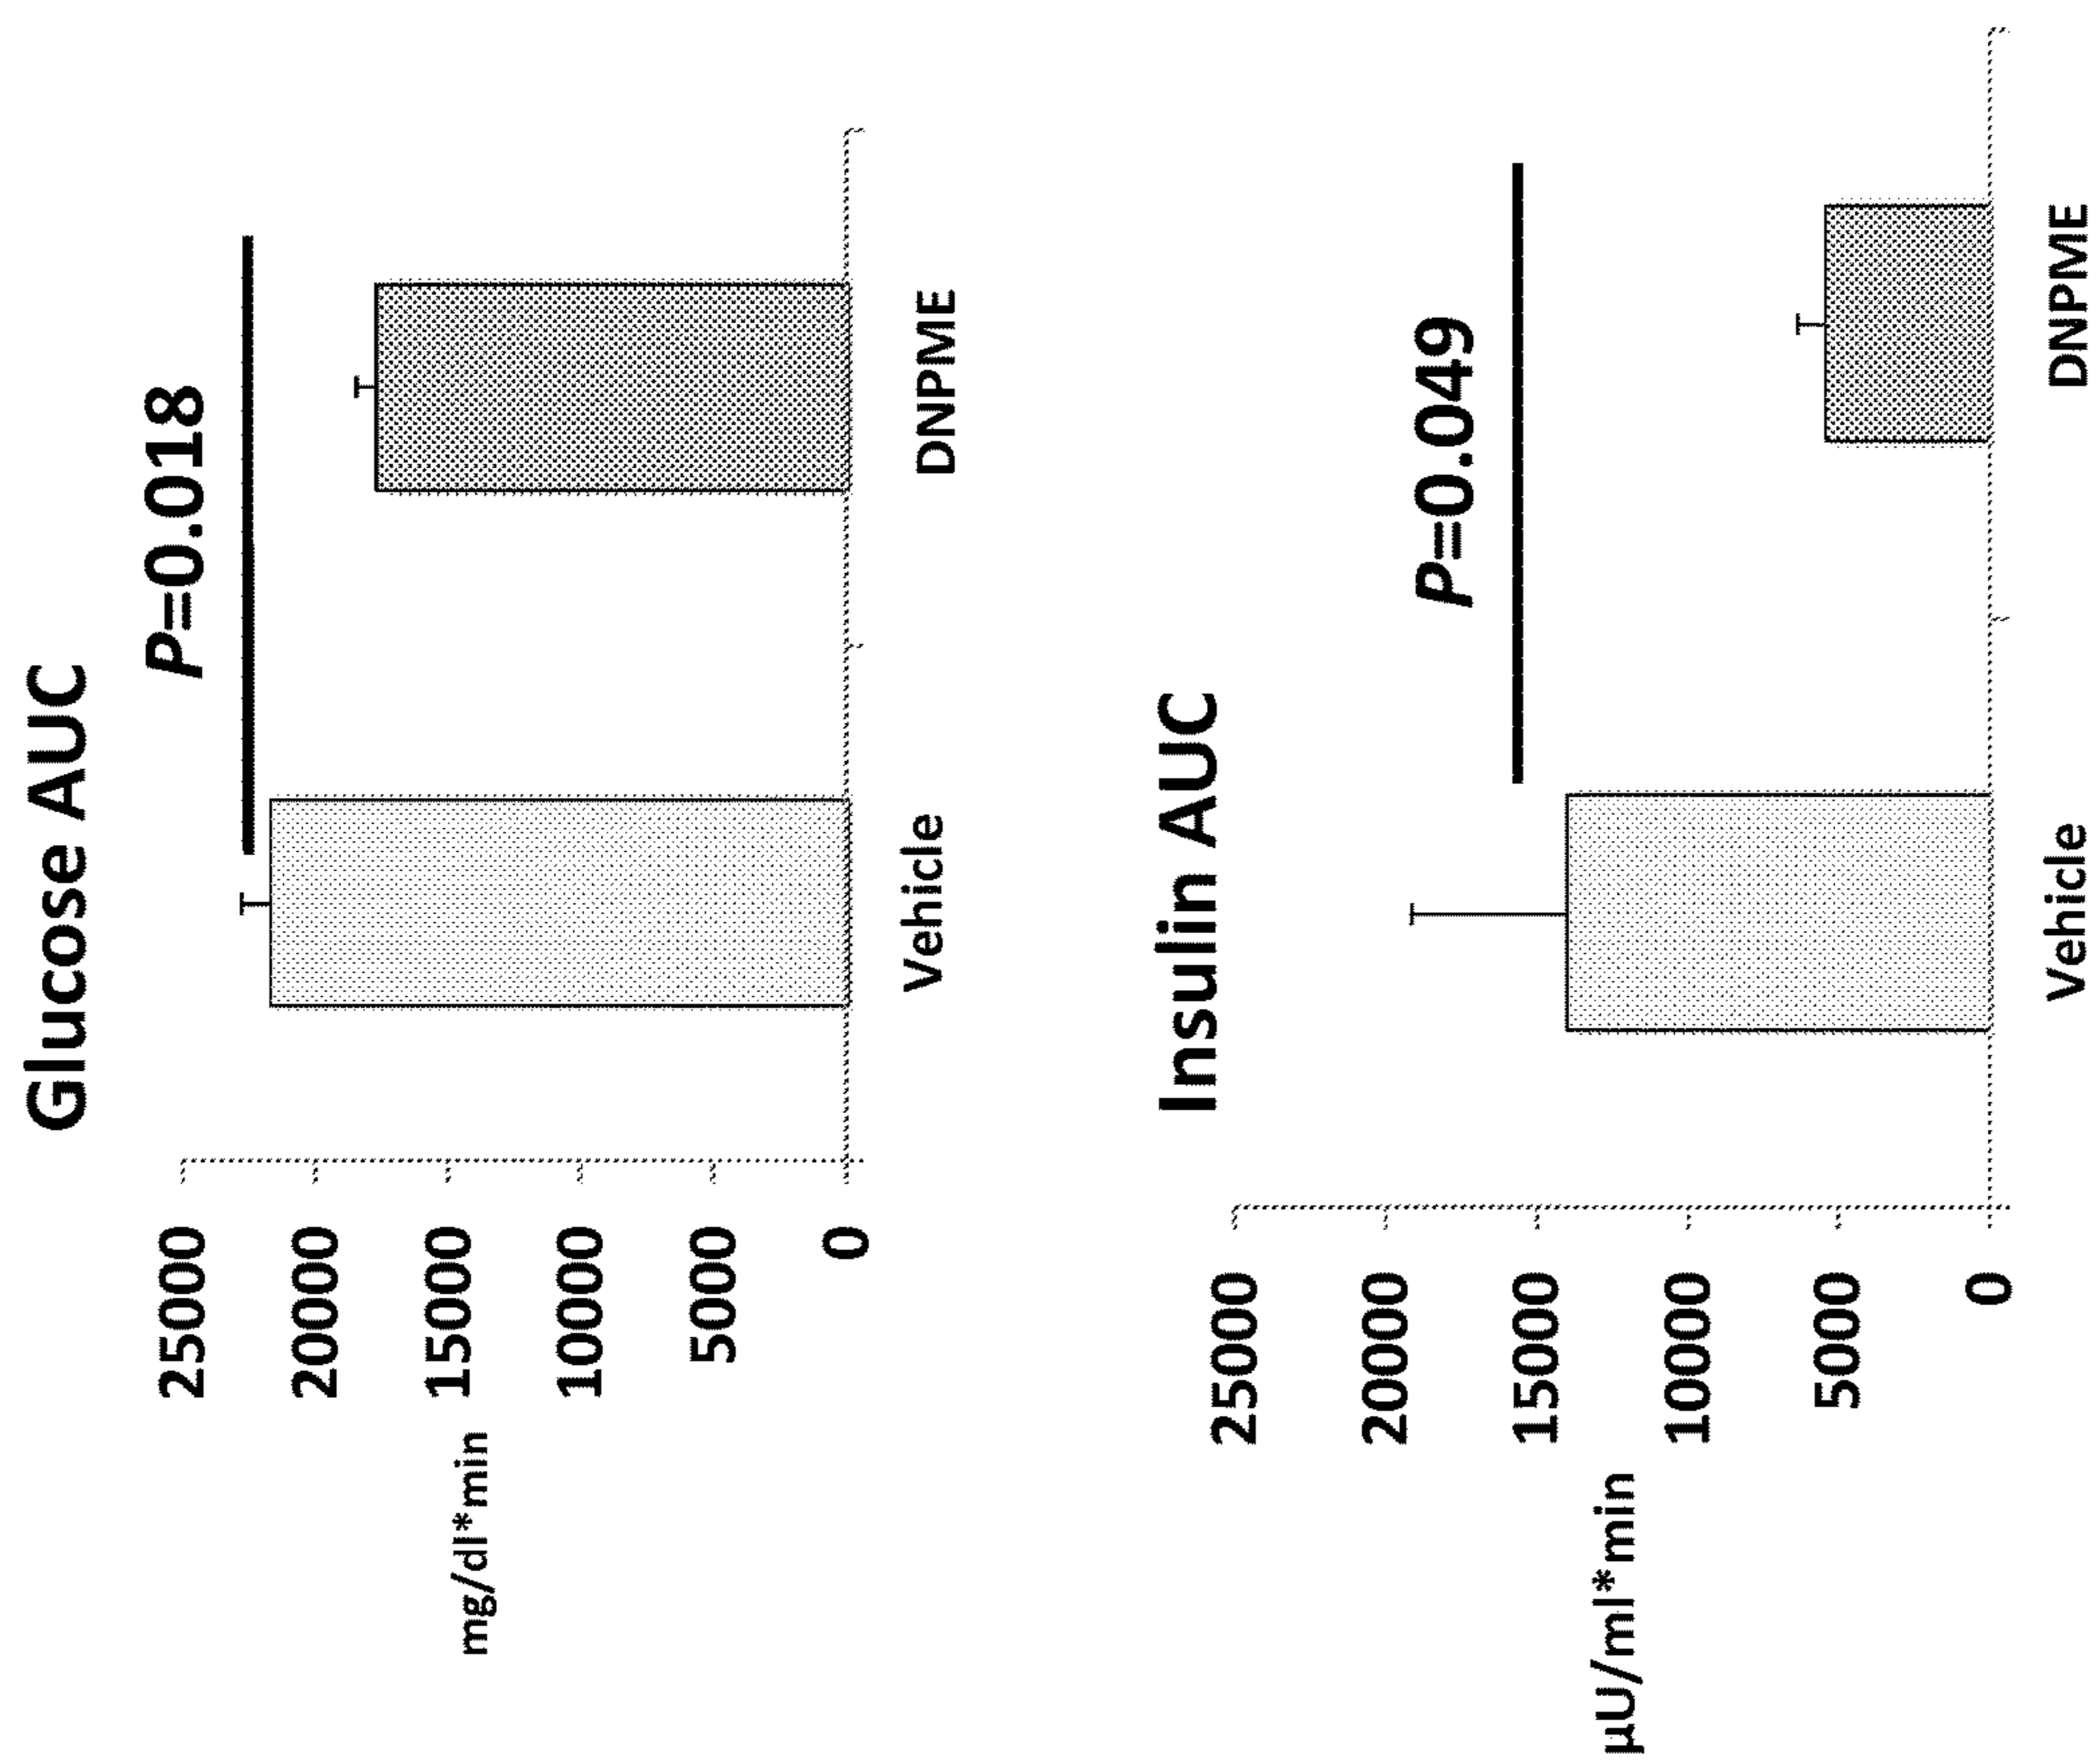 Glucose AUC
P=0.018
25000
20000
15000
10000
5000
0
mg/dl*min
Vehicle
DNPME
Insulin AUC
P=0.049
25000
20000
15000
10000
5000
0
µU/ml*min
Vehicle
DNPME